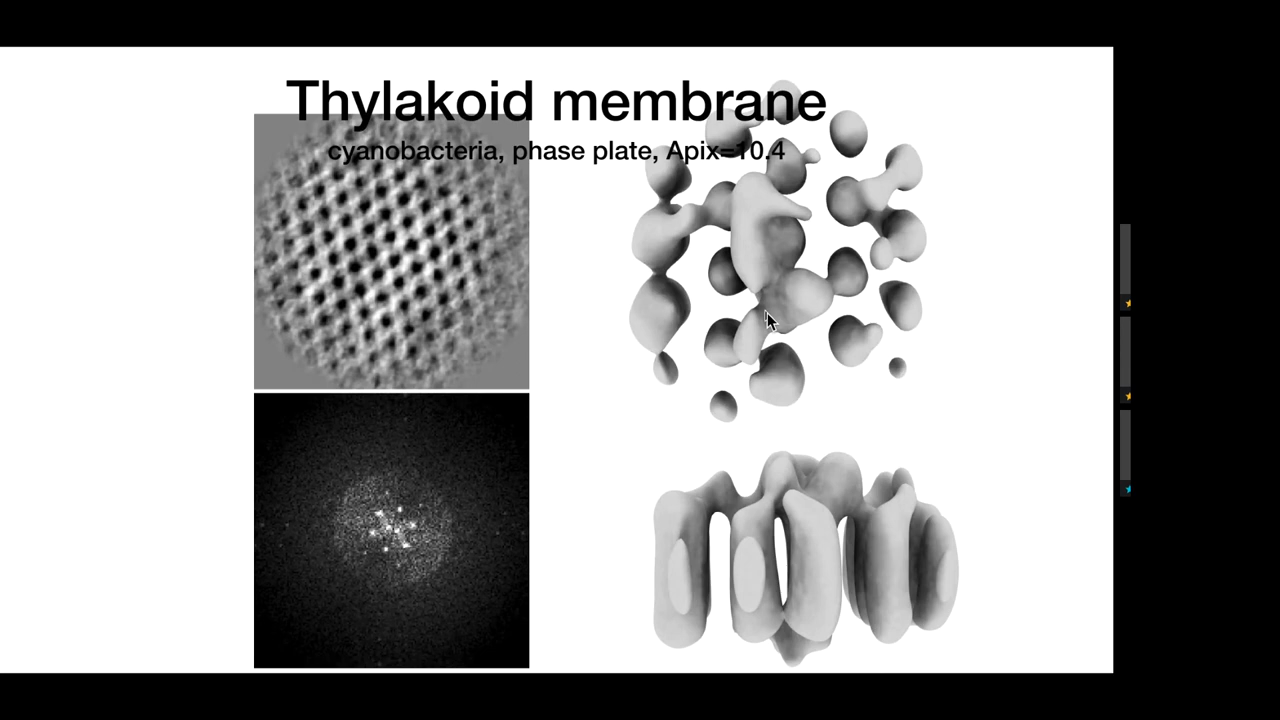 Thylakoid membrane
cyanobacteria, phase plate, Apix=10.4